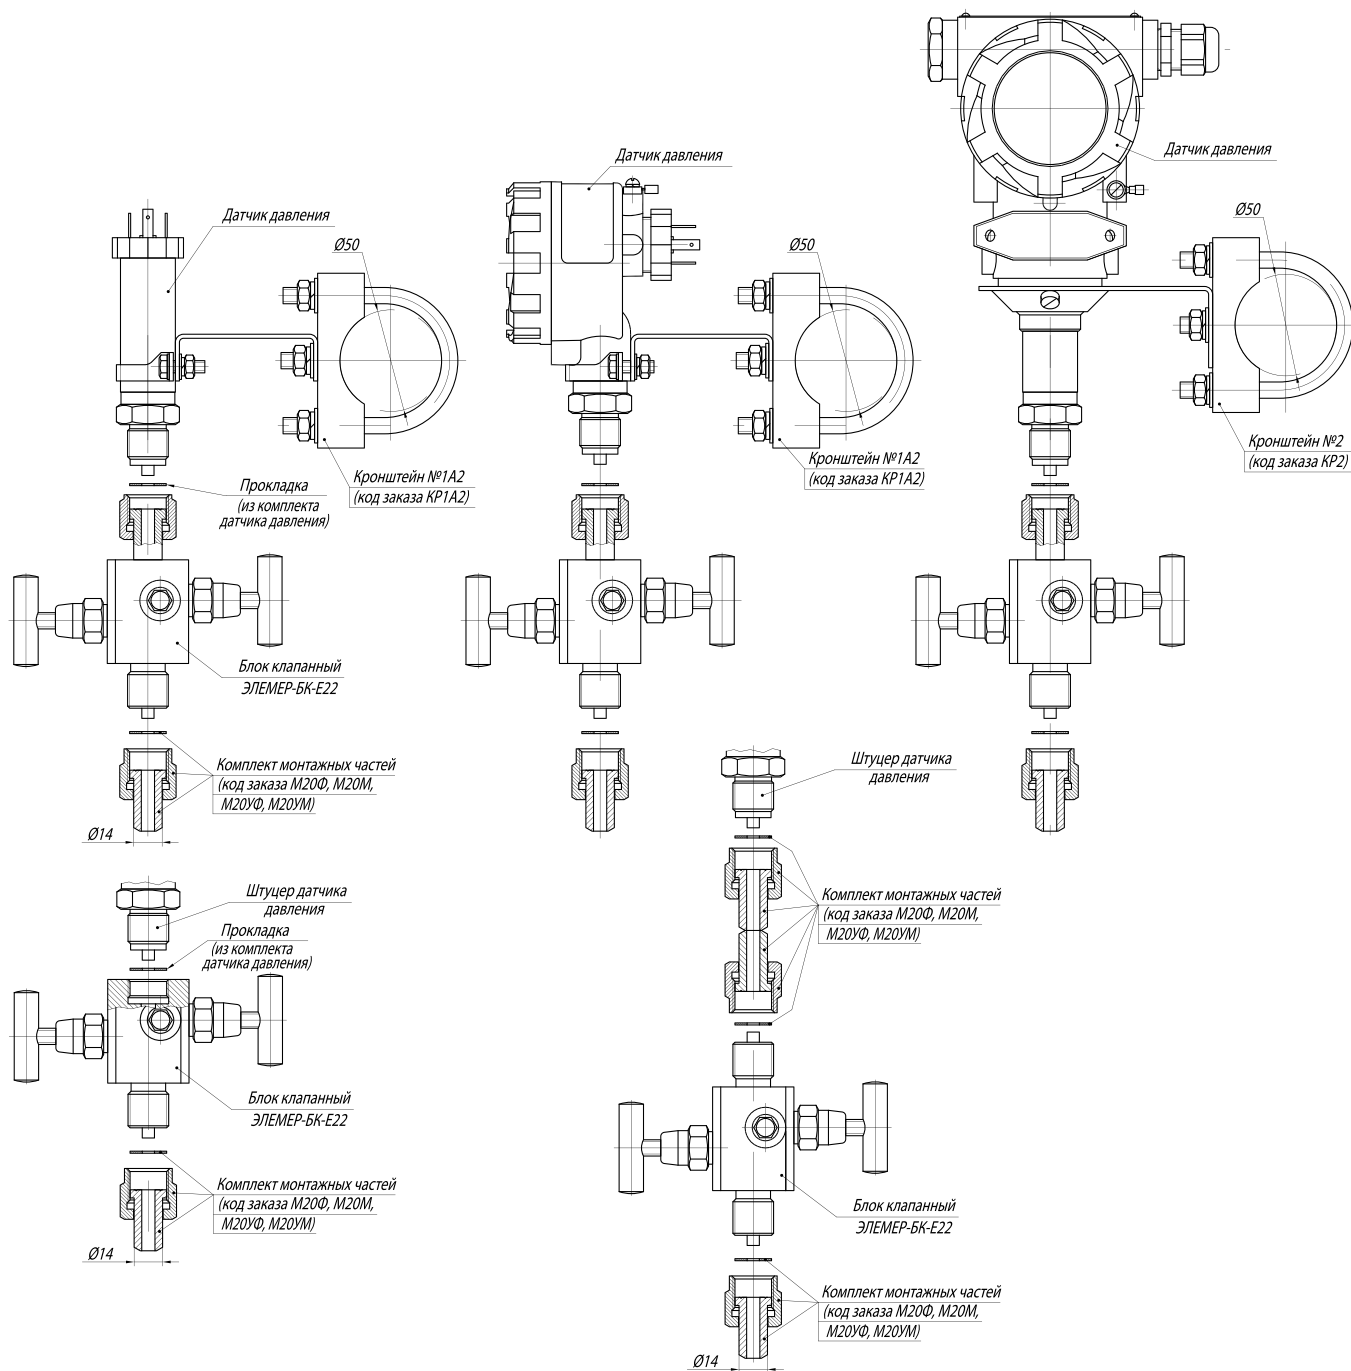 Датчик давления
Ø50
Кронштейн №1А2
(код заказа КР1А2)
Прокладка
(из комплекта
датчика давления)
Блок клапанный
ЭЛЕМЕР-БК-Е22
Комплект монтажных частей
(код заказа М20Ф, М20М,
М20УФ, М20УМ)
Ø14
Датчик давления
Ø50
Кронштейн №1А2
(код заказа КР1А2)
Датчик давления
Ø50
Кронштейн №2
(код заказа КР2)
Штуцер датчика
давления
Прокладка
(из комплекта
датчика давления)
Блок клапанный
ЭЛЕМЕР-БК-Е22
Комплект монтажных частей
(код заказа М20Ф, М20М,
М20УФ, М20УМ)
Ø14
Штуцер датчика
давления
Комплект монтажных частей
(код заказа М20Ф, М20М,
М20УФ, М20УМ)
Блок клапанный
ЭЛЕМЕР-БК-Е22
Комплект монтажных частей
(код заказа М20Ф, М20М,
М20УФ, М20УМ)
Ø14